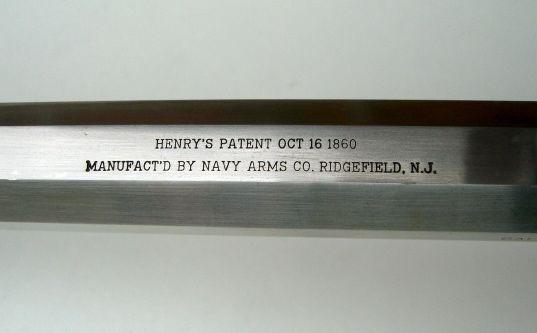 HENRY'S PATENT OCT 16 1860
MANUFACT'D BY NAVY ARMS CO. RIDGEFIELD, N.J.